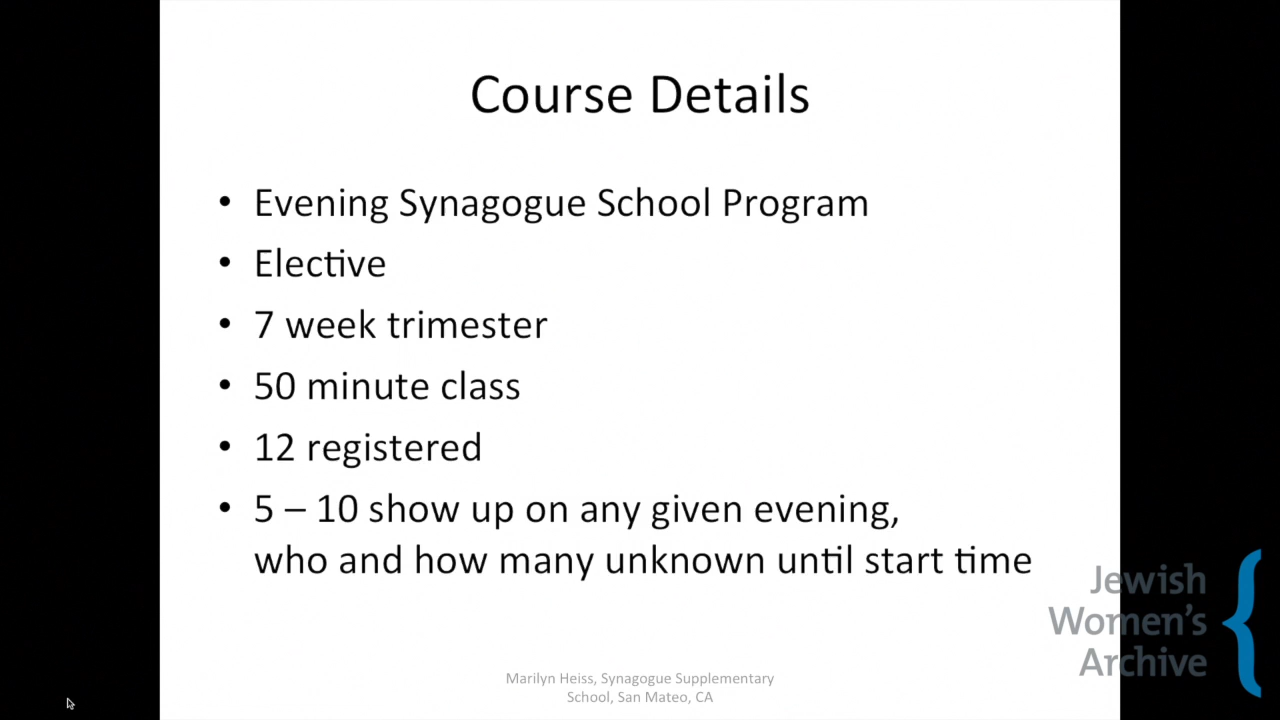 Course Details
• Evening Synagogue School Program
• Elective
• 7 week trimester
• 50 minute class
• 12 registered
• 5 – 10 show up on any given evening,
who and how many unknown until start time
Jewish
Women's
Archive
Marilyn Heiss, Synagogue Supplementary
School, San Mateo, CA